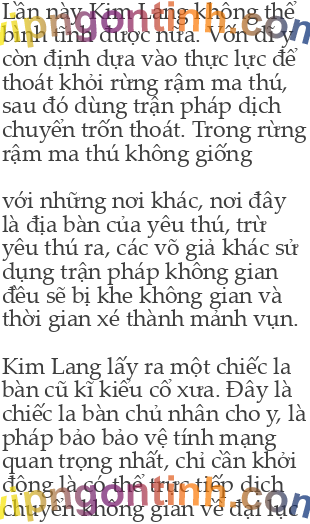 Lần này Kim Lang không thể
bình tĩnh được nữa. Vốn dĩ y
còn định dựa vào thực lực để
thoát khỏi rừng rậm ma thú,
sau đó dùng trận pháp dịch
chuyển trốn thoát. Trong rừng
rậm ma thú không giống
với những nơi khác, nơi đây
là địa bàn của yêu thú, trừ
yêu thú ra, các võ giả khác sử
dụng trận pháp không gian
đều sẽ bị khe không gian và
thời gian xé thành mảnh vụn.
Kim Lang lấy ra một chiếc la
bàn cũ kĩ kiểu cổ xưa. Đây là
chiếc la bàn chủ nhân cho y, là
pháp bảo bảo vệ tính mạng
quan trọng nhất, chỉ cần khởi
động là có thể trực tiếp dịch
chuyển không gian về đại lục
vipngontinh.com